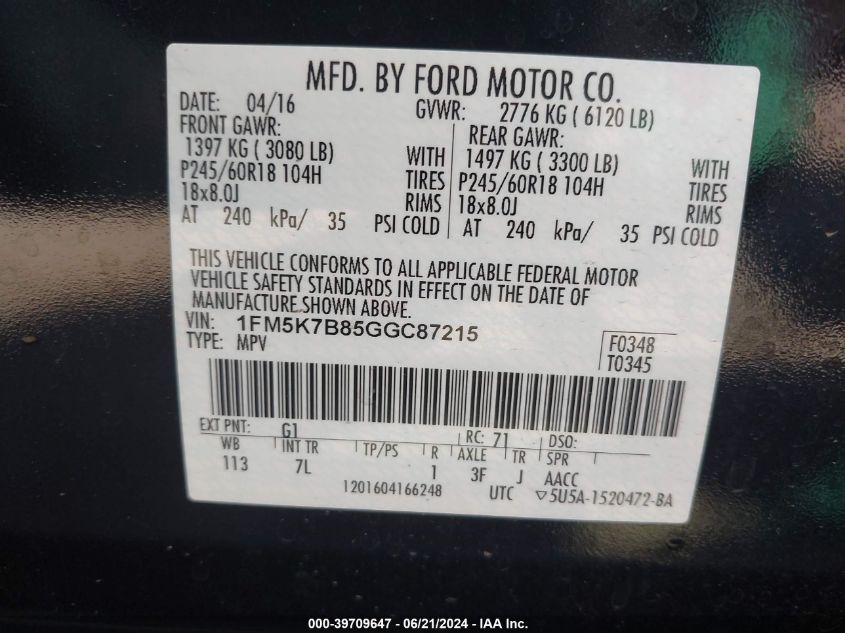 MFD. BY FORD MOTOR CO.
DATE: 04/16 GVWR: 2776 KG ( 6120 LB)
FRONT GAWR: REAR GAWR:
1397 KG ( 3080 LB) WITH 1497 KG ( 3300 LB) WITH
P245/60R18 104H TIRES P245/60R18 104H TIRES
18x8.0J RIMS 18x8.0J RIMS
AT 240 kPa/ 35 PSI COLD AT 240 kPa/ 35 PSI COLD
THIS VEHICLE CONFORMS TO ALL APPLICABLE FEDERAL MOTOR
VEHICLE SAFETY STANDARDS IN EFFECT ON THE DATE OF
MANUFACTURE SHOWN ABOVE.
VIN: 1FM5K7B85GGC87215
TYPE: MPV
F0348
T0345
EXT PNT: G1 RC: 71 DSO:
WB INT TR TP/PS R AXLE TR SPR
113 7L 1 3F J AACC
1201604166248 UTC ▽5U5A-1520472-BA
000-39709647 - 06/21/2024 - IAA Inc.